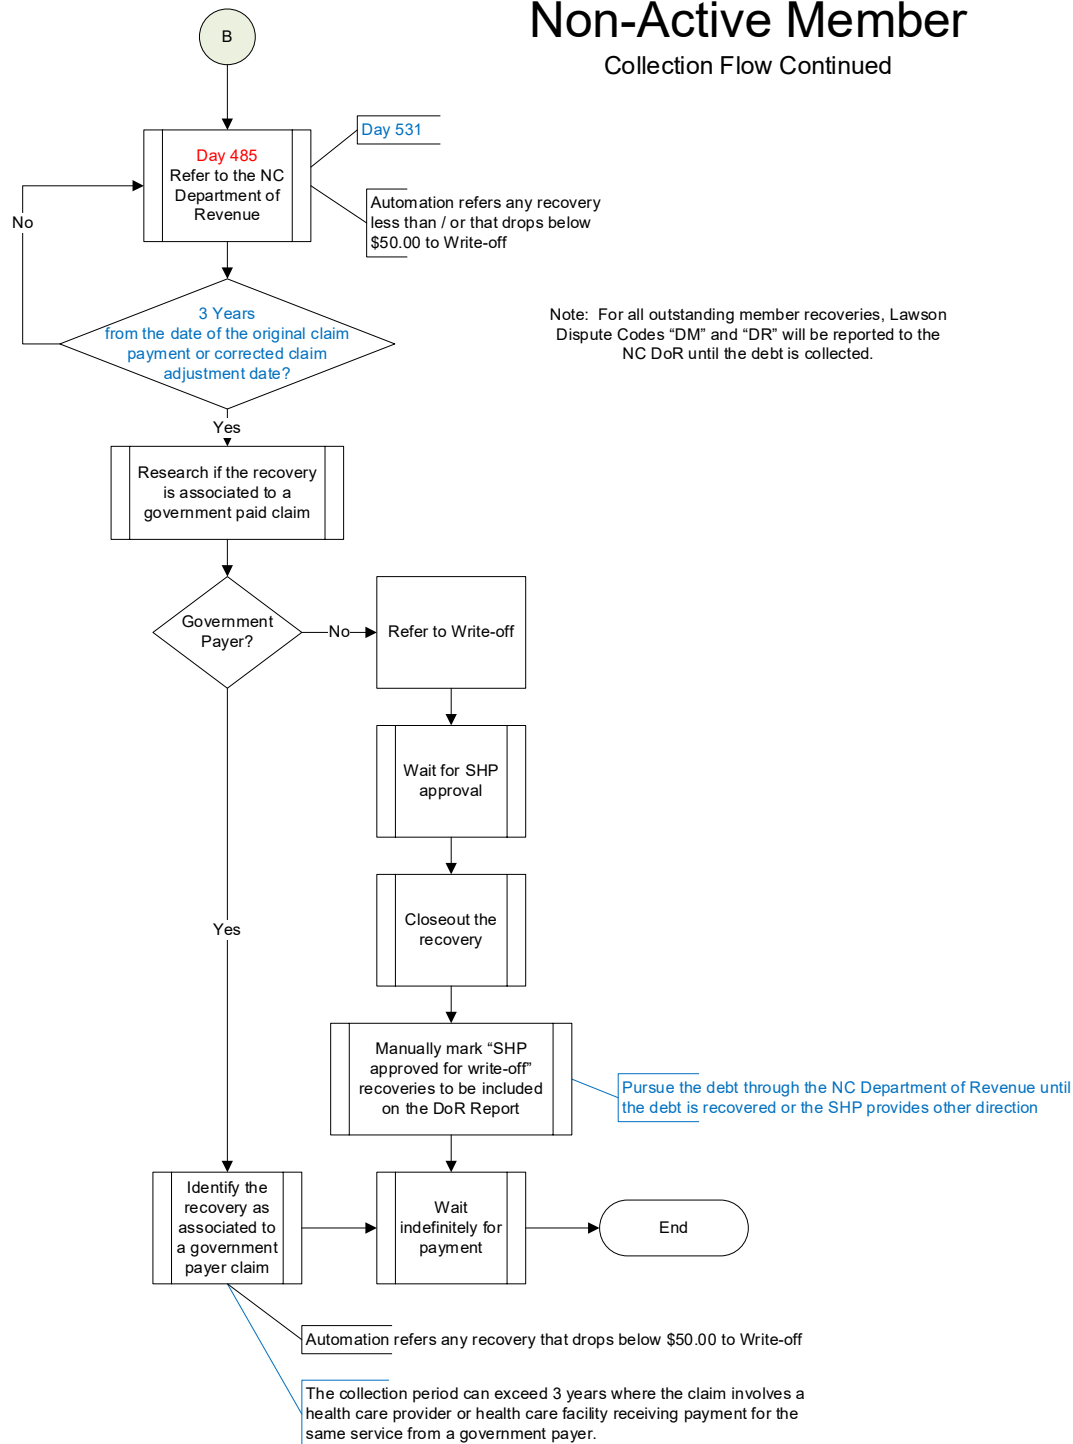 Non-Active Member
Collection Flow Continued
B
Day 531
Day 485
Refer to the NC
Department of
Revenue
No
Automation refers any recovery
less than / or that drops below
$50.00 to Write-off
3 Years
from the date of the original claim
payment or corrected claim
adjustment date?
Note:  For all outstanding member recoveries, Lawson
Dispute Codes “DM” and “DR” will be reported to the
NC DoR until the debt is collected.
Yes
Research if the recovery
is associated to a
government paid claim
Government
Payer?
No
Refer to Write-off
Wait for SHP
approval
Closeout the
recovery
Yes
Manually mark “SHP
approved for write-off”
recoveries to be included
on the DoR Report
Pursue the debt through the NC Department of Revenue until
the debt is recovered or the SHP provides other direction
Identify the
recovery as
associated to
a government
payer claim
Wait
indefinitely for
payment
End
Automation refers any recovery that drops below $50.00 to Write-off
The collection period can exceed 3 years where the claim involves a
health care provider or health care facility receiving payment for the
same service from a government payer.